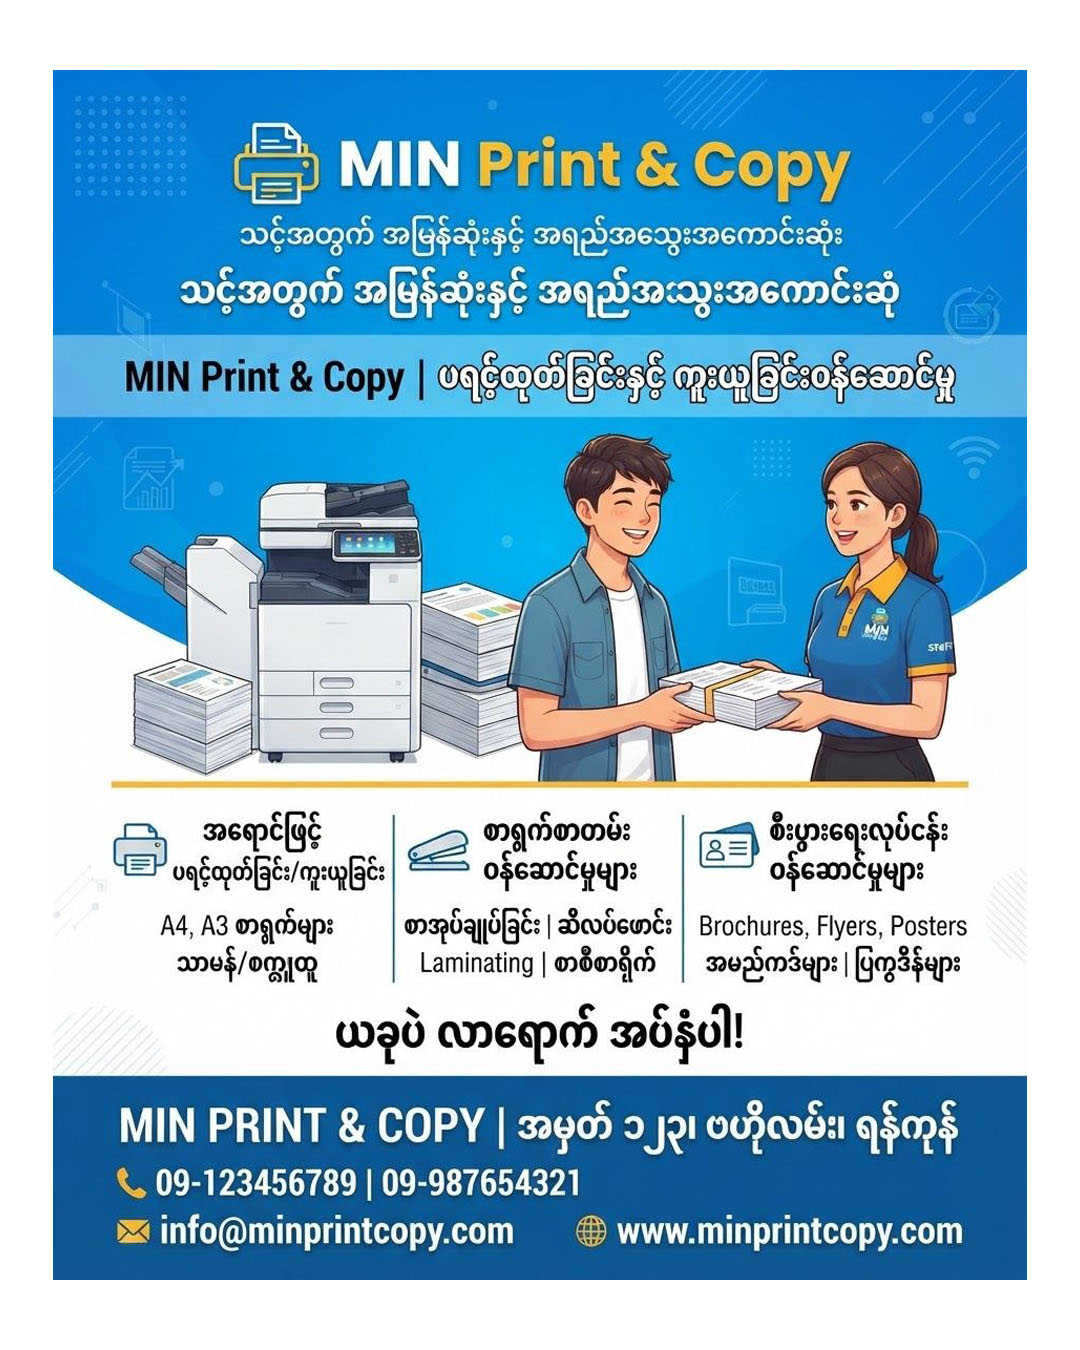 MIN Print & Copy
သင့်အတွက် အမြန်ဆုံးနှင့် အရည်အသွေးအကောင်းဆုံး
သင့်အတွက် အမြန်ဆုံးနှင့် အရည်အသွေးအကောင်းဆုံ
MIN Print & Copy | ပရင့်ထုတ်ခြင်းနှင့် ကူးယူခြင်းဝန်ဆောင်မှု
MIN
အရောင်ဖြင့်
ပရင့်ထုတ်ခြင်း/ကူးယူခြင်း
A4, A3 စာရွက်များ
သာမန်/စက္ကူထူ
စာရွက်စာတမ်း
ဝန်ဆောင်မှုများ
စာအုပ်ချုပ်ခြင်း | ဆိလပ်ဖောင်း
Laminating | စာစီစာရိုက်
စီးပွားရေးလုပ်ငန်း
ဝန်ဆောင်မှုများ
Brochures, Flyers, Posters
အမည်ကဒ်များ | ပြက္ခဒိန်များ
ယခုပဲ လာရောက် အပ်နှံပါ!
MIN PRINT & COPY | အမှတ် ၁၂၃၊ ဗဟိုလမ်း၊ ရန်ကုန်
09-123456789 | 09-987654321
info@minprintcopy.com
www.minprintcopy.com